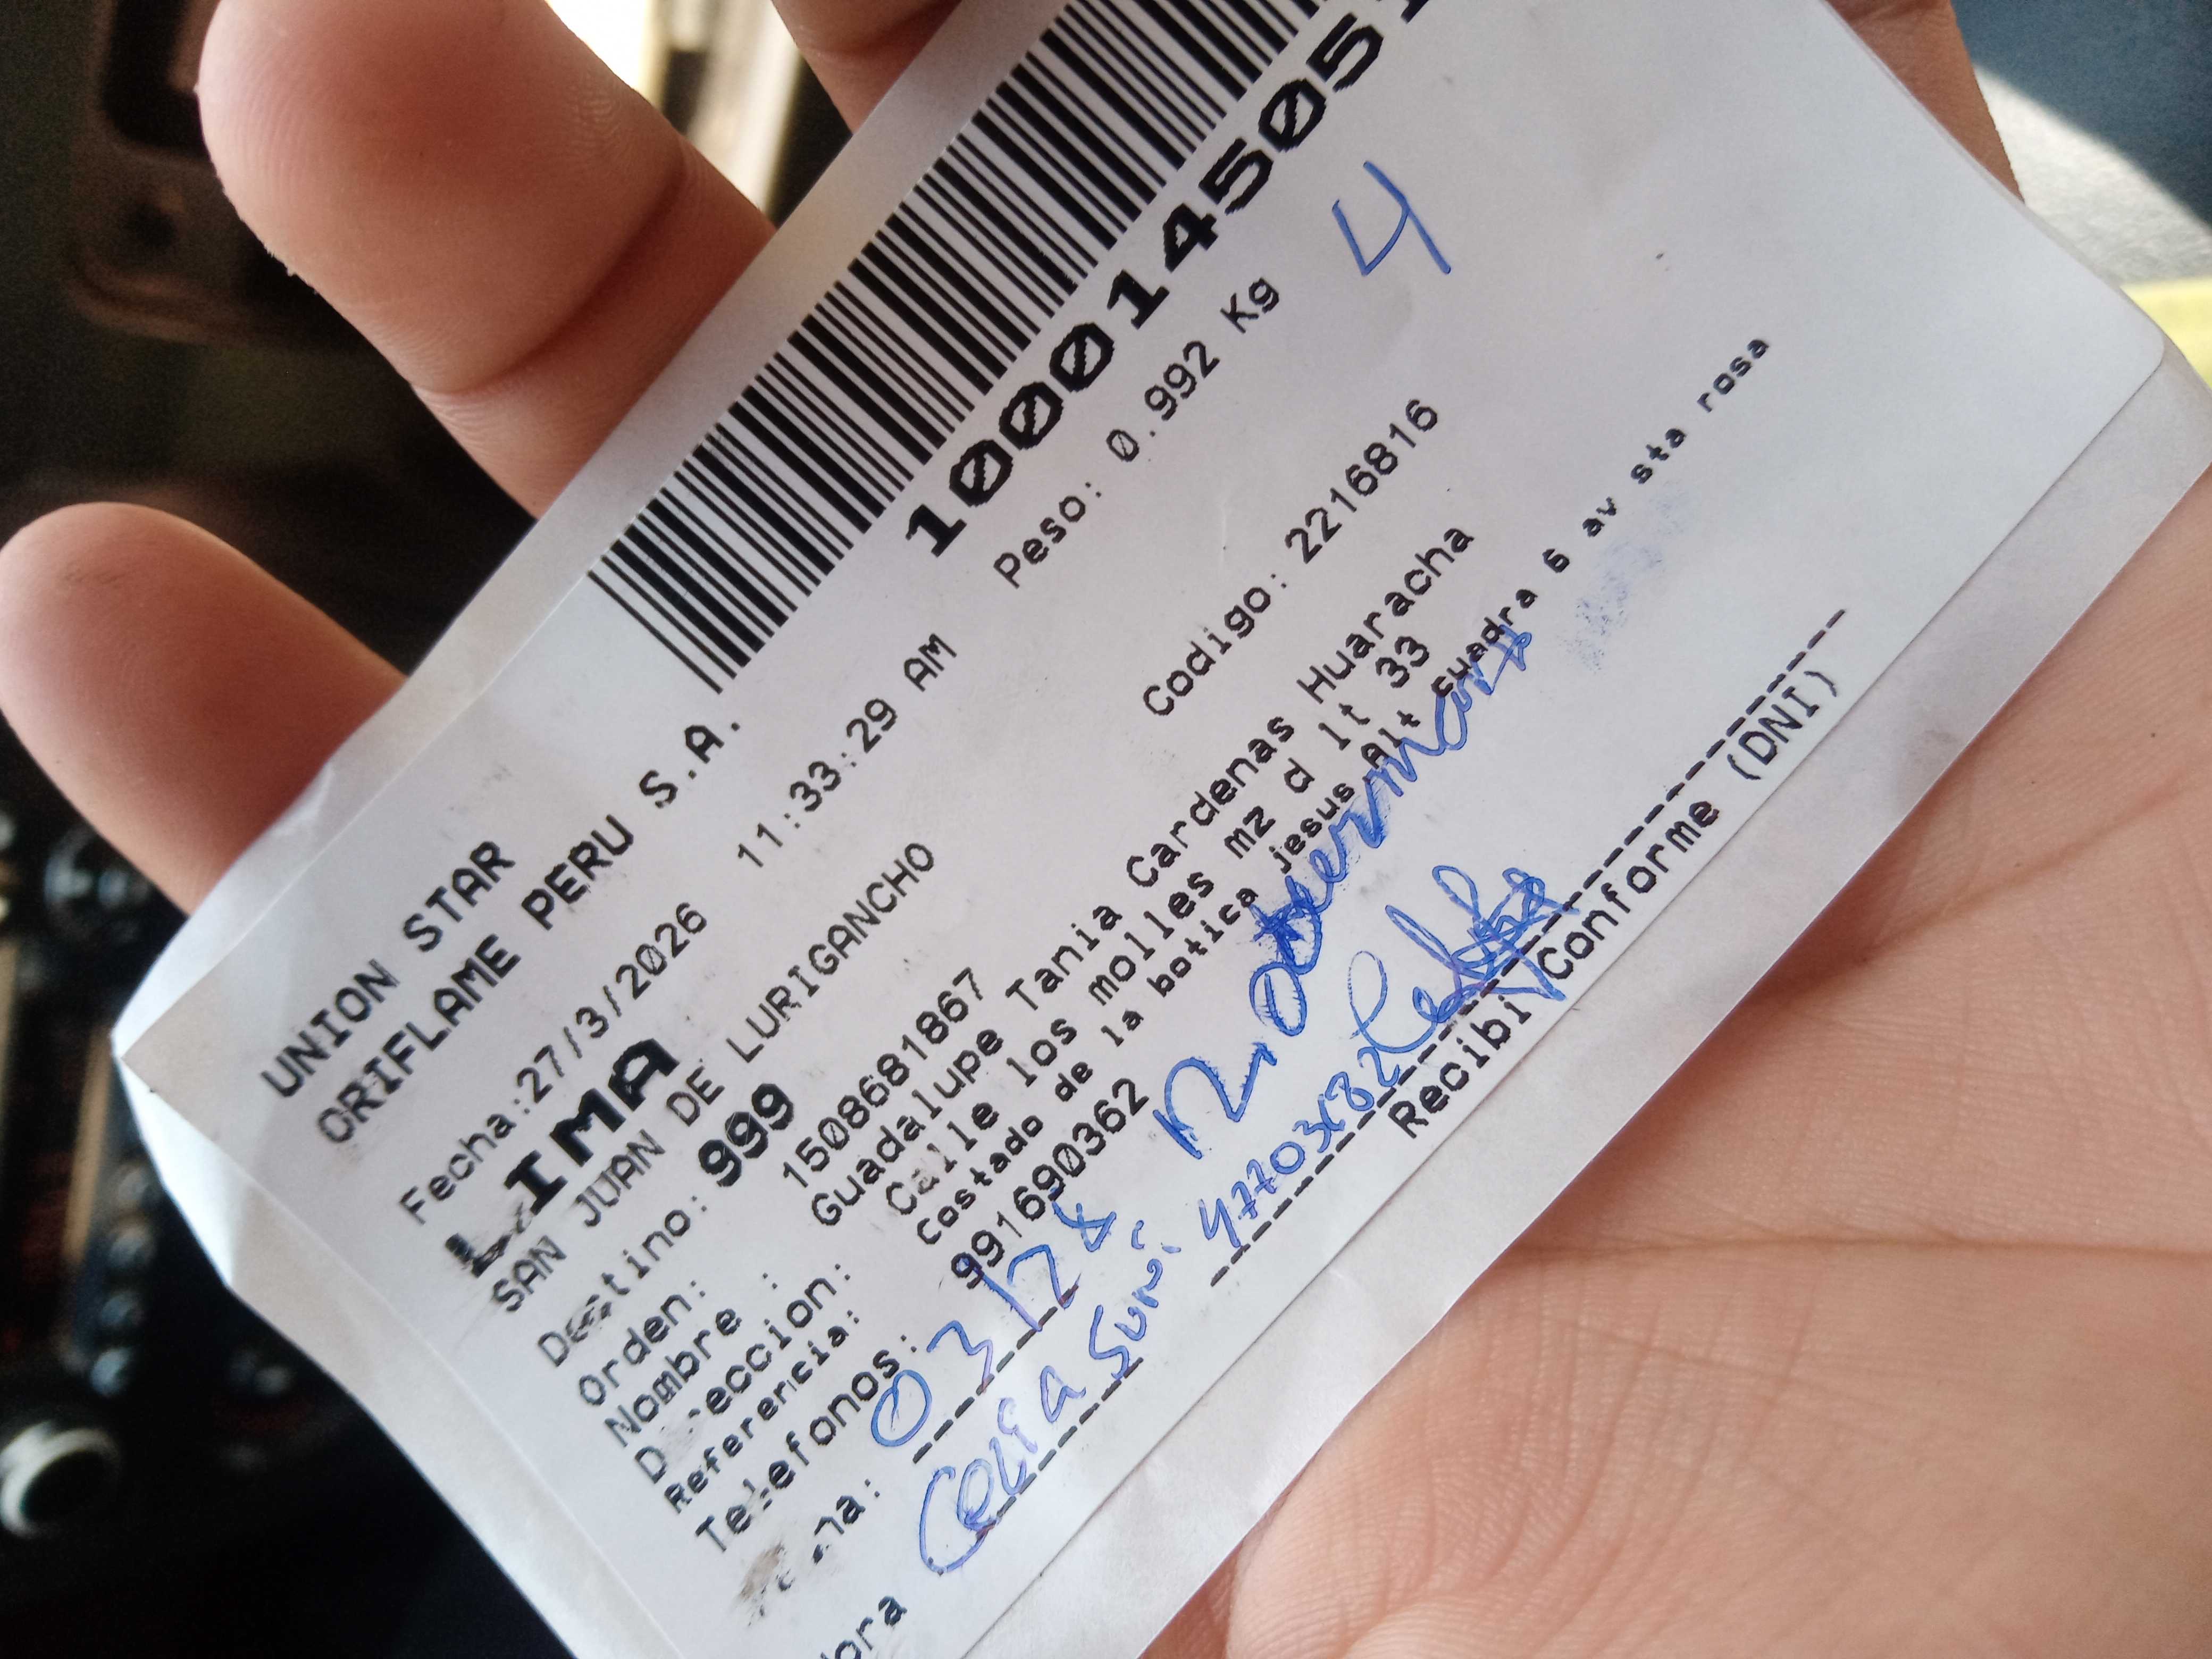 UNION STAR
ORIFLAME PERU S.A.
1000145051
Fecha:27/3/2026 11:33:29 AM Peso: 0.992 Kg
4
LIMA
SAN JUAN DE LURIGANCHO
Destino: 999 Codigo: 2216816
Orden: 150868181867
Nombre : Guadalupe Tania Cardenas Huaracha
Direccion: Calle los molles mz d lt 33
Referencia: Costado de la botica jesus Alt cuadra 6 av sta rosa
Telefonos: 991690362
03/28
Celia Suni
Recibi Conforme (DNI)